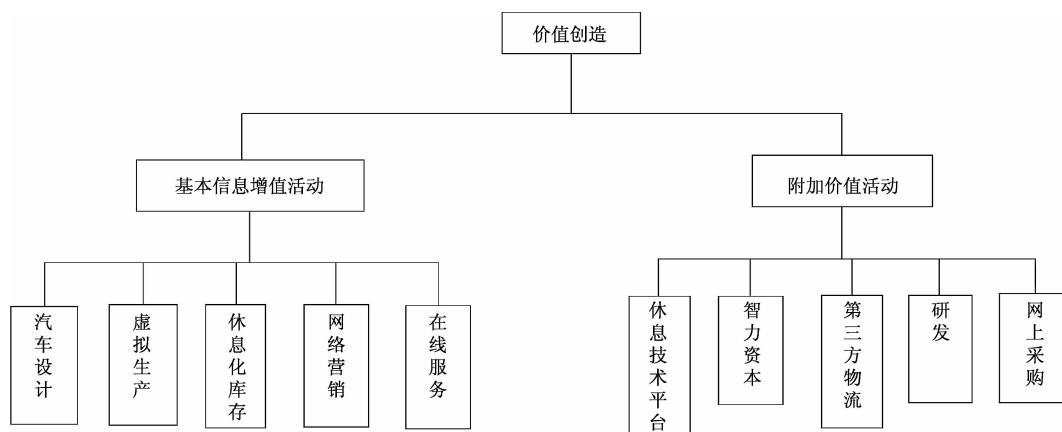 价值创造
基本信息增值活动
附加价值活动
汽车设计
虚拟生产
休息化库存
网络营销
在线服务
休息技术平台
智力资本
第三方物流
研发
网上采购